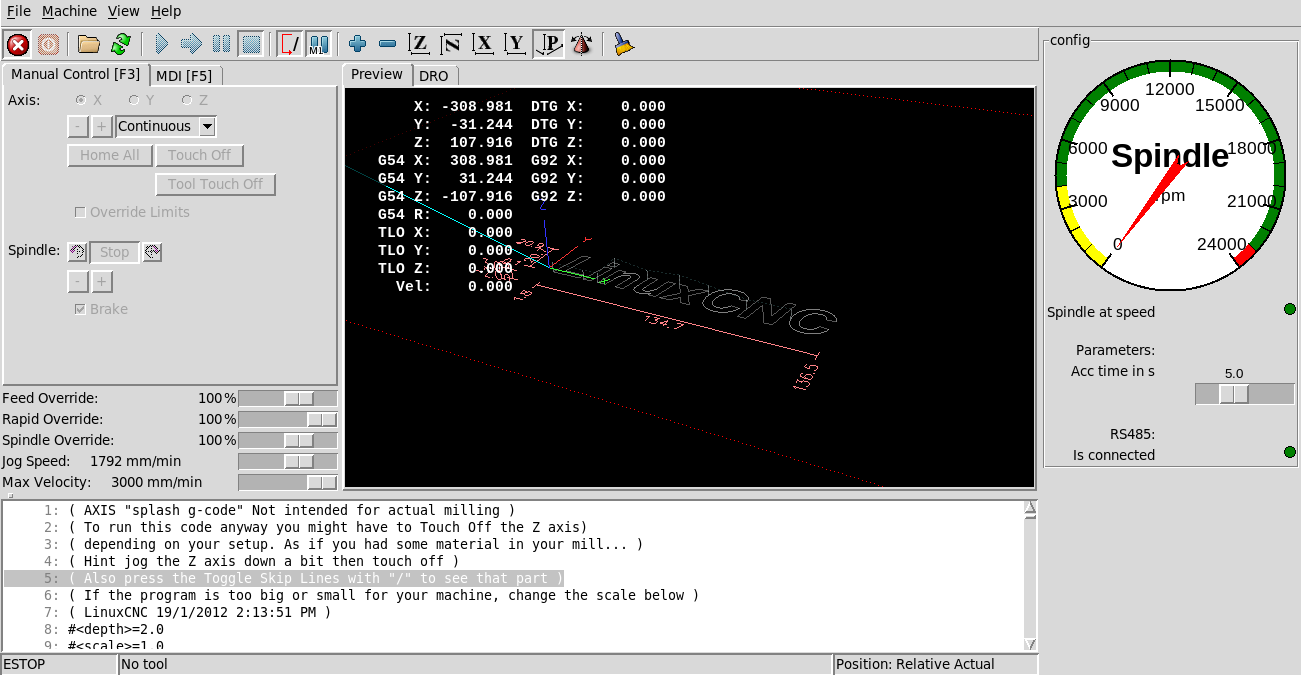 File Machine View Help
M1 Z N X Y P
Manual Control [F3] MDI [F5]
Axis: X Y Z
- + Continuous
Home All Touch Off
Tool Touch Off
Override Limits
Spindle: Stop
- +
Brake
Feed Override: 100 %
Rapid Override: 100 %
Spindle Override: 100 %
Jog Speed: 1792 mm/min
Max Velocity: 3000 mm/min
Preview DRO
X: -308.981 DTG X: 0.000
Y: -31.244 DTG Y: 0.000
Z: 107.916 DTG Z: 0.000
G54 X: 308.981 G92 X: 0.000
G54 Y: 31.244 G92 Y: 0.000
G54 Z: -107.916 G92 Z: 0.000
G54 R: 0.000
TLO X: 0.000
TLO Y: 0.000
TLO Z: 0.000
Vel: 0.000
LinuxCNC
1.8
134.7
136.5
config
0 3000 6000 9000 12000 15000 18000 21000 24000
Spindle
rpm
Spindle at speed
Parameters:
Acc time in s 5.0
RS485:
Is connected
1: ( AXIS "splash g-code" Not intended for actual milling )
2: ( To run this code anyway you might have to Touch Off the Z axis)
3: ( depending on your setup. As if you had some material in your mill... )
4: ( Hint jog the Z axis down a bit then touch off )
5: ( Also press the Toggle Skip Lines with "/" to see that part )
6: ( If the program is too big or small for your machine, change the scale below )
7: ( LinuxCNC 19/1/2012 2:13:51 PM )
8: #<depth>=2.0
9: #<scale>=1.0
ESTOP No tool Position: Relative Actual